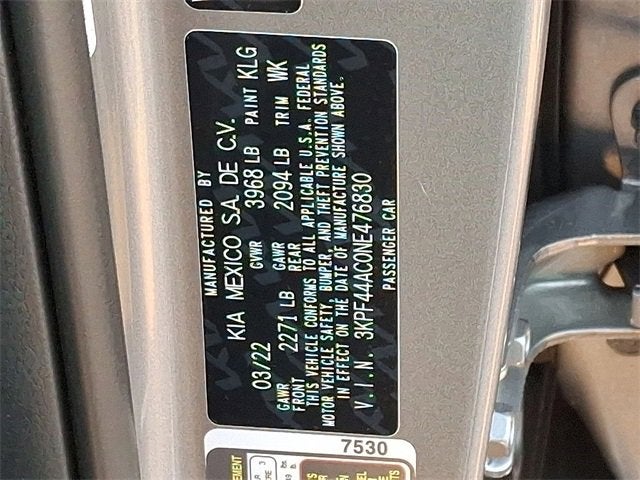 MANUFACTURED BY
KIA MEXICO S.A. DE C.V.
03/22 GVWR 3968 LB PAINT KLG
GAWR FRONT 2271 LB GAWR REAR 2094 LB TRIM WK
THIS VEHICLE CONFORMS TO ALL APPLICABLE U.S.A. FEDERAL
MOTOR VEHICLE SAFETY, BUMPER, AND THEFT PREVENTION STANDARDS
IN EFFECT ON THE DATE OF MANUFACTURE SHOWN ABOVE.
V.I.N. 3KPF44AC0NE476830
PASSENGER CAR
7530